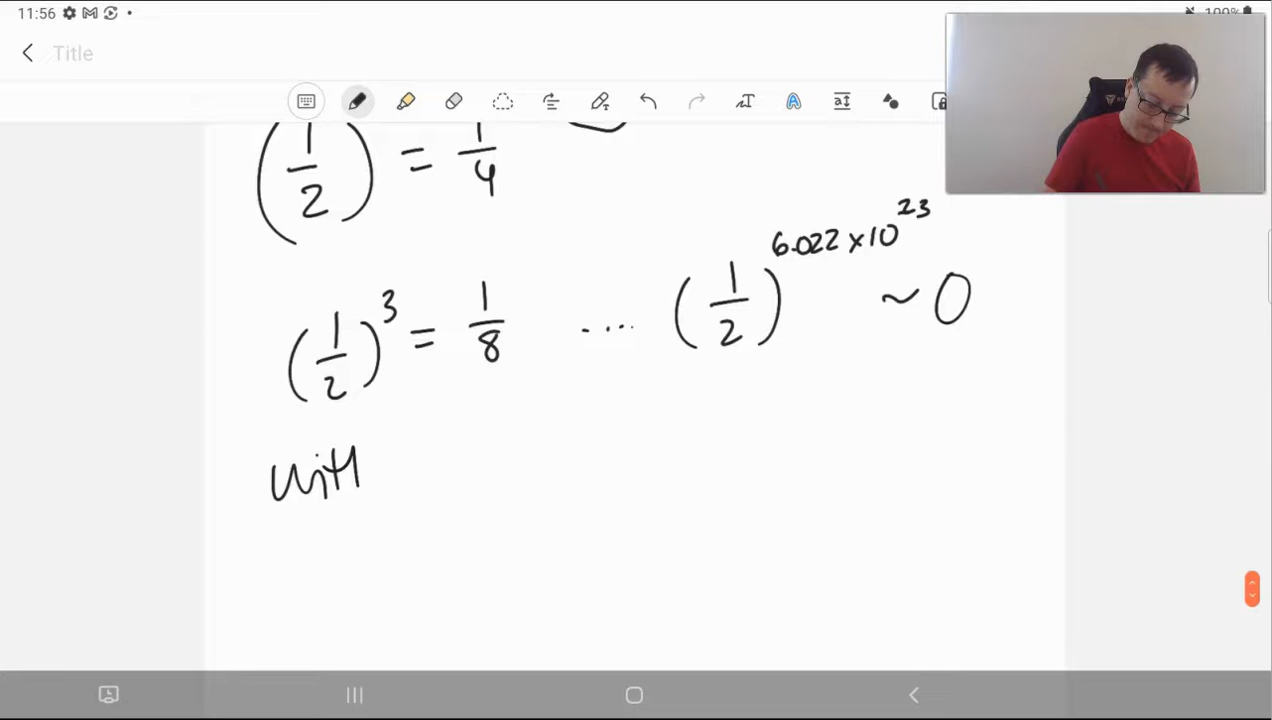 11:56 100%
Title
(1/2) = 1/4
(1/2)^3 = 1/8 .... (1/2)^6.022×10^23 ~ 0
with